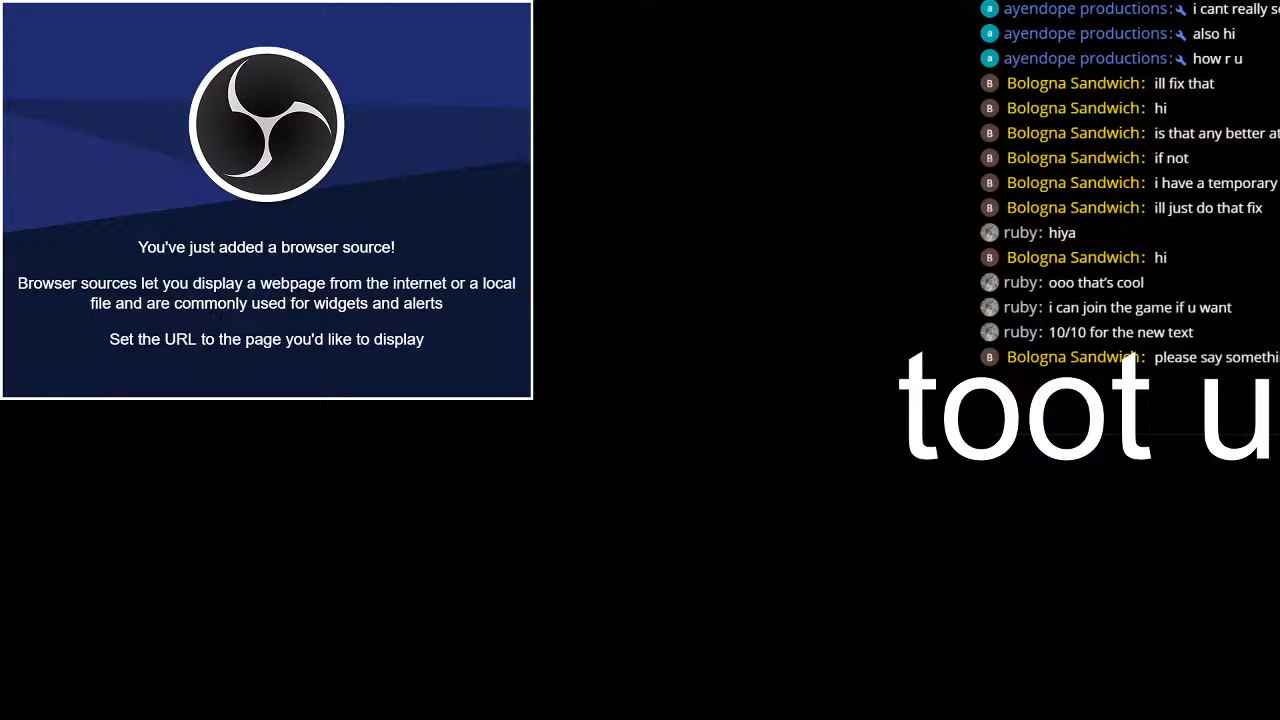 You've just added a browser source!
Browser sources let you display a webpage from the internet or a local
file and are commonly used for widgets and alerts
Set the URL to the page you'd like to display
a ayendope productions: i cant really
a ayendope productions: also hi
a ayendope productions: how r u
B Bologna Sandwich: ill fix that
B Bologna Sandwich: hi
B Bologna Sandwich: is that any better
B Bologna Sandwich: if not
B Bologna Sandwich: i have a temporary
B Bologna Sandwich: ill just do that fix
ruby: hiya
B Bologna Sandwich: hi
ruby: ooo that's cool
ruby: i can join the game if u want
ruby: 10/10 for the new text
B Bologna Sandwich: please say
toot u